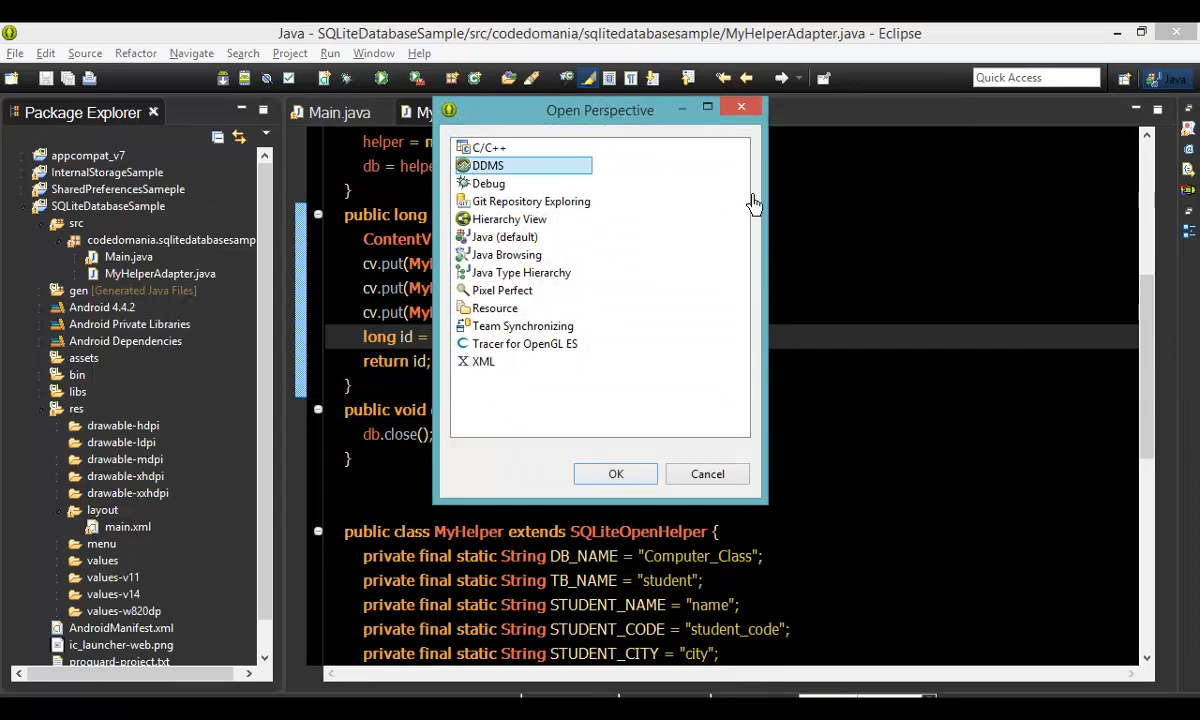 Java - SQLiteDatabaseSample/src/codedomania/sqlitedatabasesample/MyHelperAdapter.java - Eclipse
File Edit Source Refactor Navigate Search Project Run Window Help
Quick Access
Java
Package Explorer
appcompat_v7
InternalStorageSample
SharedPreferencesSameple
SQLiteDatabaseSample
src
codedomania.sqlitedatabasesamp
Main.java
MyHelperAdapter.java
gen [Generated Java Files]
Android 4.4.2
Android Private Libraries
Android Dependencies
assets
bin
libs
res
drawable-hdpi
drawable-ldpi
drawable-mdpi
drawable-xhdpi
drawable-xxhdpi
layout
main.xml
menu
values
values-v11
values-v14
values-w820dp
AndroidManifest.xml
ic_launcher-web.png
proguard-project.txt
Main.java
My
helper = n
db = helpe
}
public long
ContentV
cv.put(My
cv.put(My
cv.put(My
long id =
return id;
}
public void
db.close();
}
public class MyHelper extends SQLiteOpenHelper {
private final static String DB_NAME = "Computer_Class";
private final static String TB_NAME = "student";
private final static String STUDENT_NAME = "name";
private final static String STUDENT_CODE = "student_code";
private final static String STUDENT_CITY = "city";
Open Perspective
C/C++
DDMS
Debug
Git Repository Exploring
Hierarchy View
Java (default)
Java Browsing
Java Type Hierarchy
Pixel Perfect
Resource
Team Synchronizing
Tracer for OpenGL ES
XML
OK
Cancel